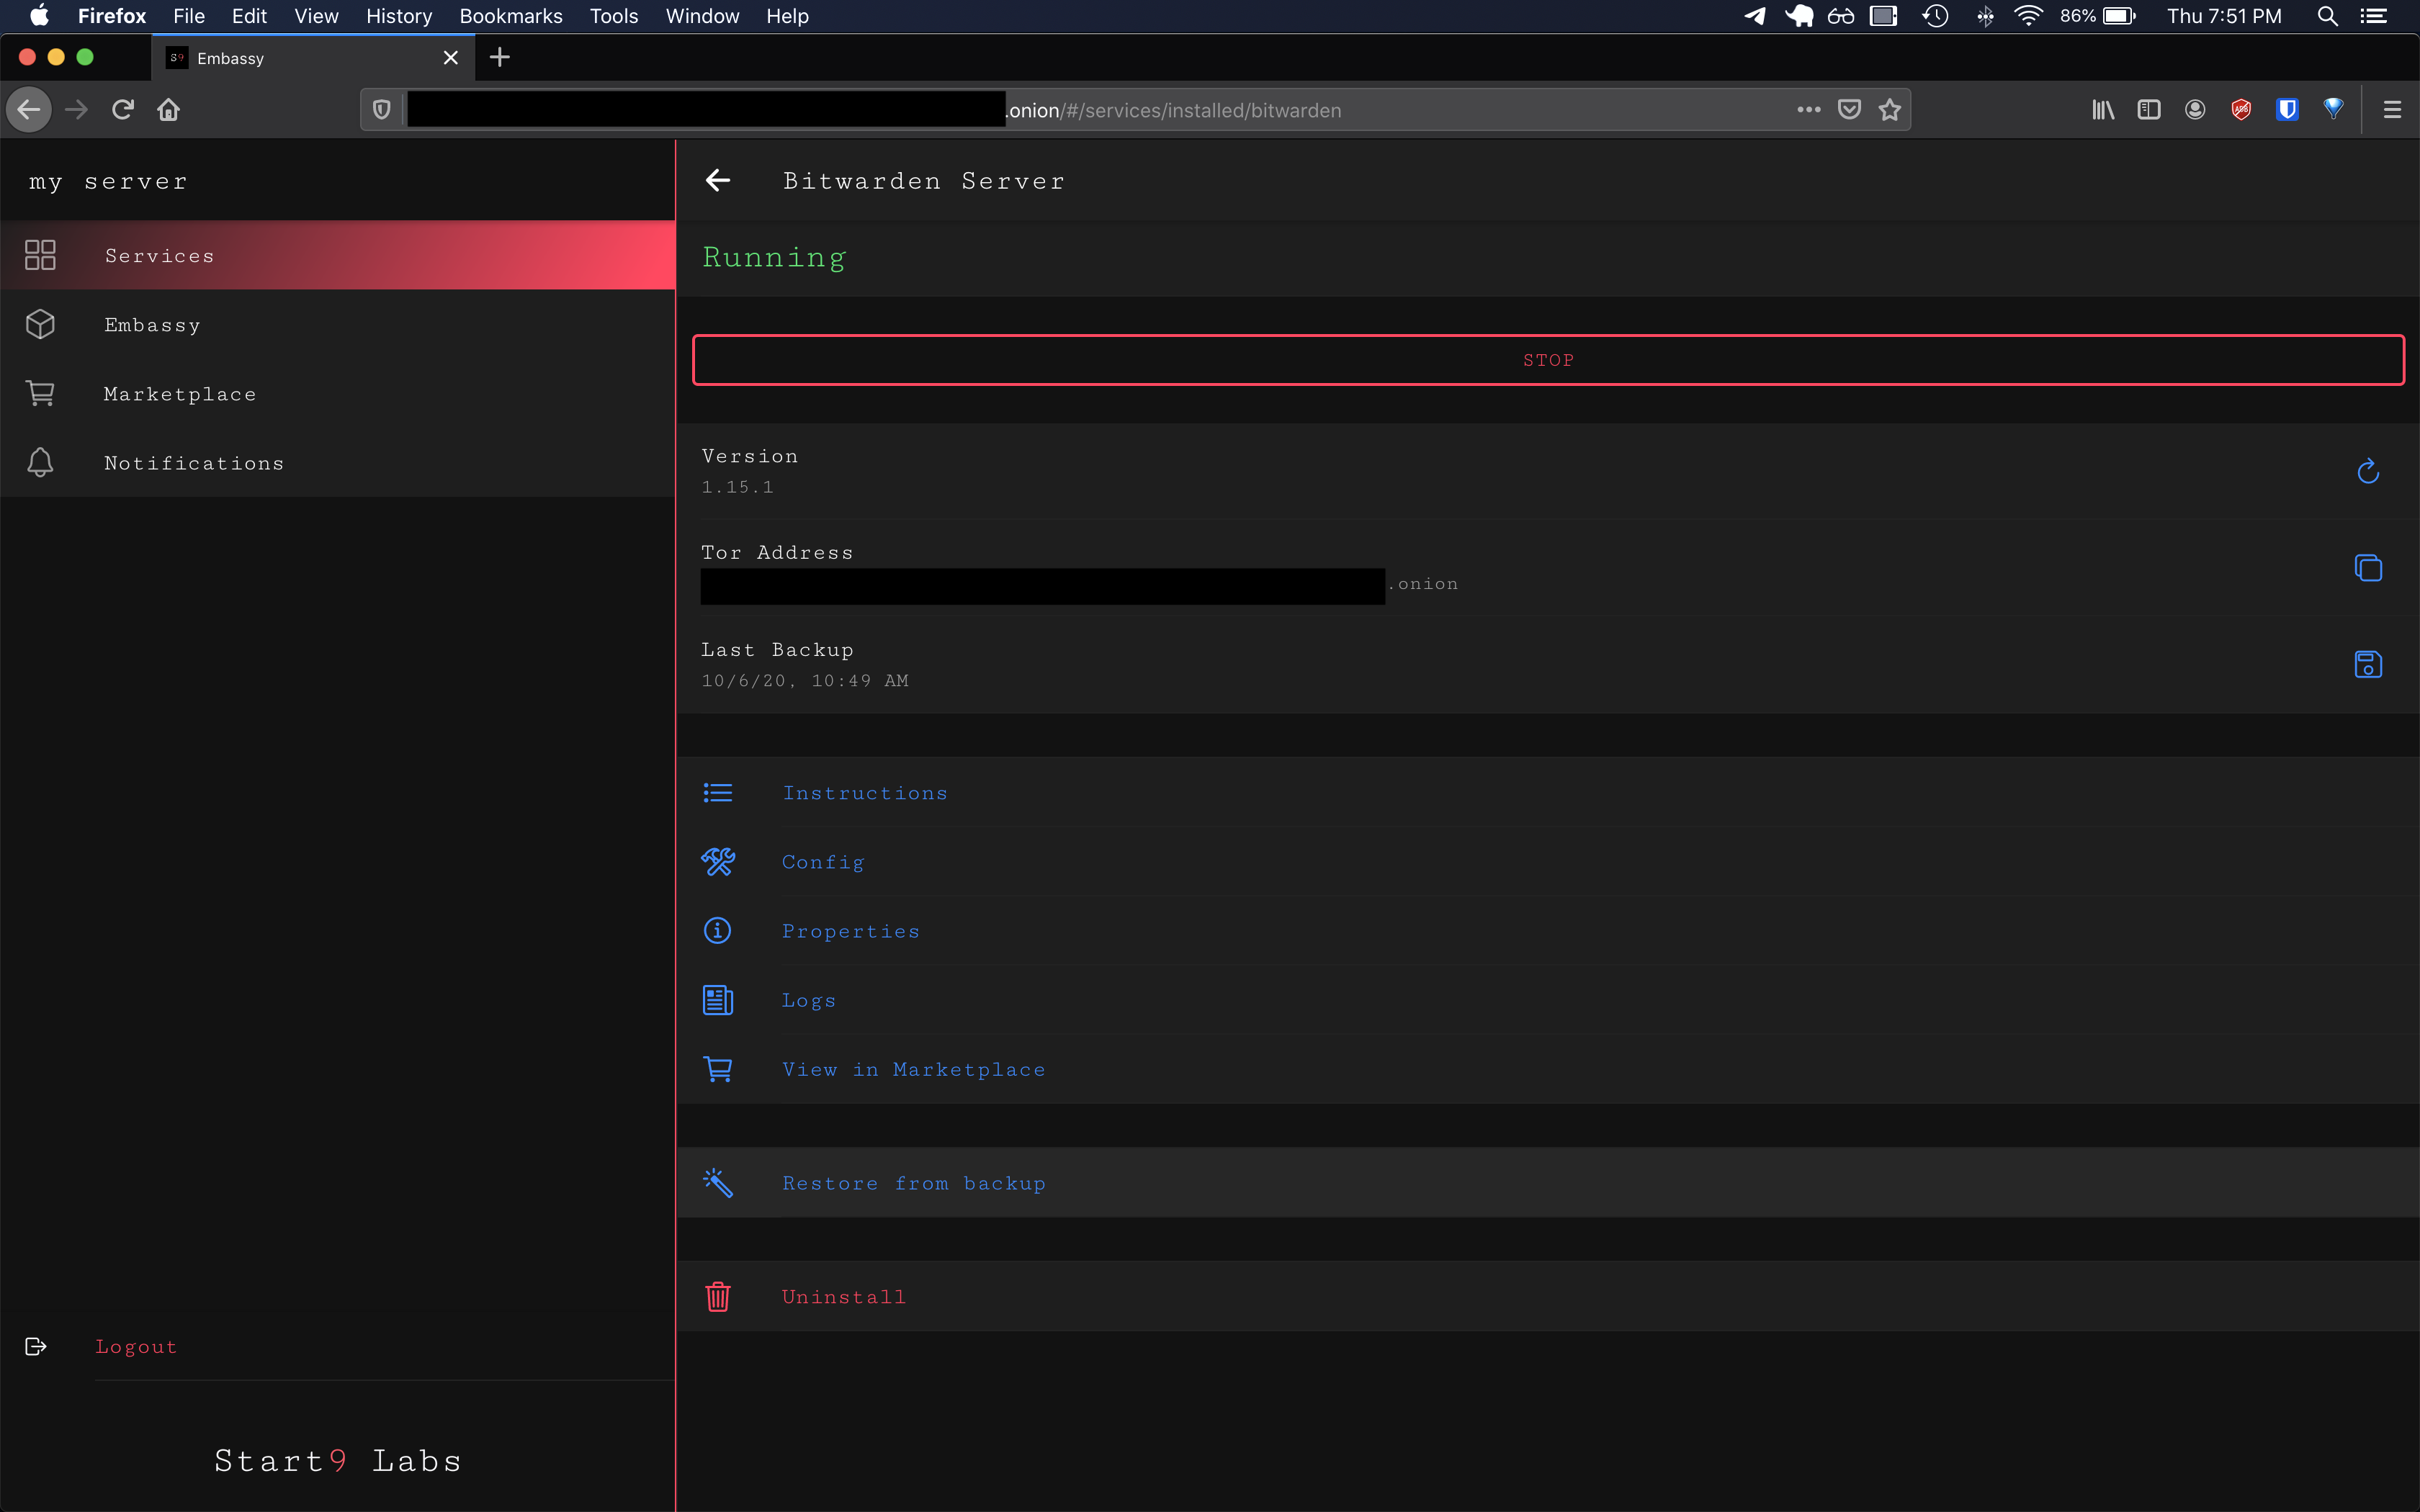 Firefox File Edit View History Bookmarks Tools Window Help 86% Thu 7:51 PM
S9 Embassy
.onion/#/services/installed/bitwarden
ABP
my server
Services
Embassy
Marketplace
Notifications
Logout
Start9 Labs
Bitwarden Server
Running
STOP
Version
1.15.1
Tor Address
.onion
Last Backup
10/6/20, 10:49 AM
Instructions
Config
Properties
Logs
View in Marketplace
Restore from backup
Uninstall